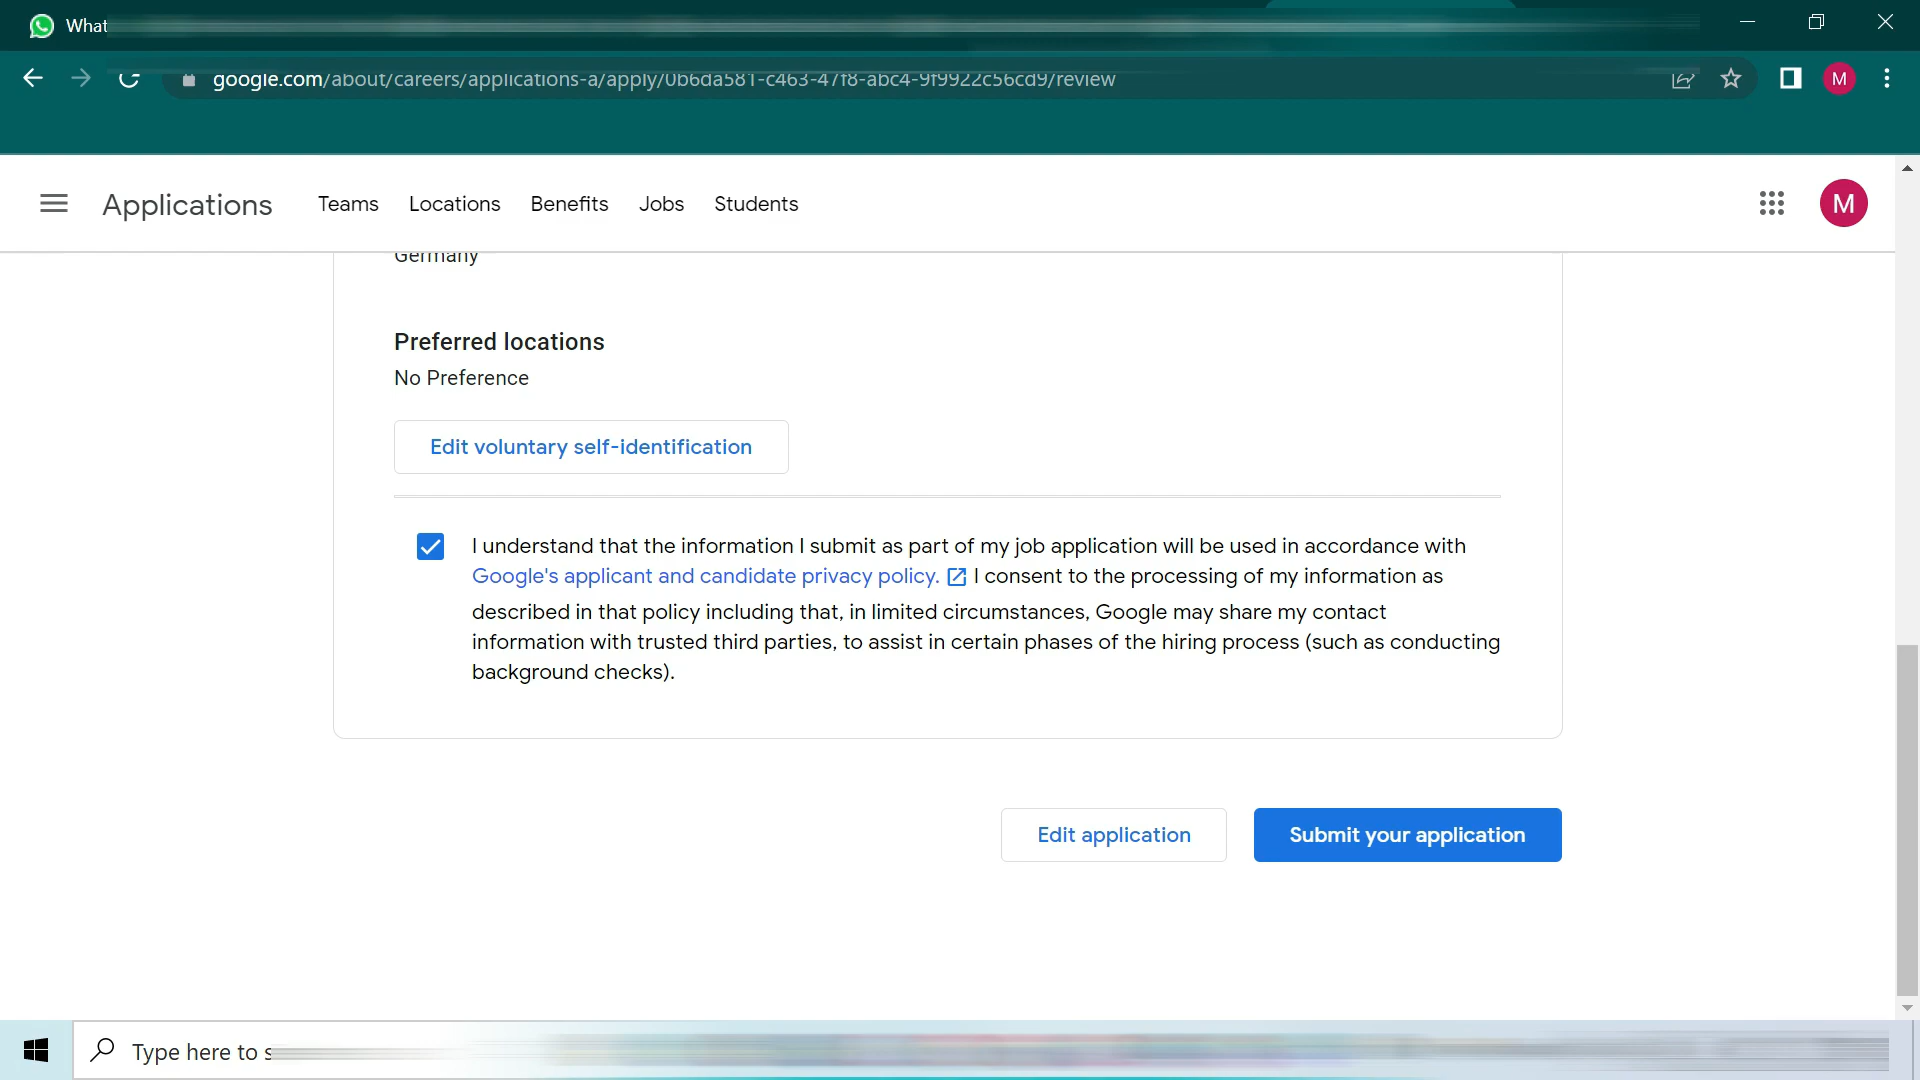 What
google.com/about/careers/applications-a/apply/0b6da581-c463-47f8-abc4-9f9922c56cd9/review
M
Applications
Teams
Locations
Benefits
Jobs
Students
M
Germany
Preferred locations
No Preference
Edit voluntary self-identification
I understand that the information I submit as part of my job application will be used in accordance with
Google's applicant and candidate privacy policy. I consent to the processing of my information as
described in that policy including that, in limited circumstances, Google may share my contact
information with trusted third parties, to assist in certain phases of the hiring process (such as conducting
background checks).
Edit application
Submit your application
Type here to s